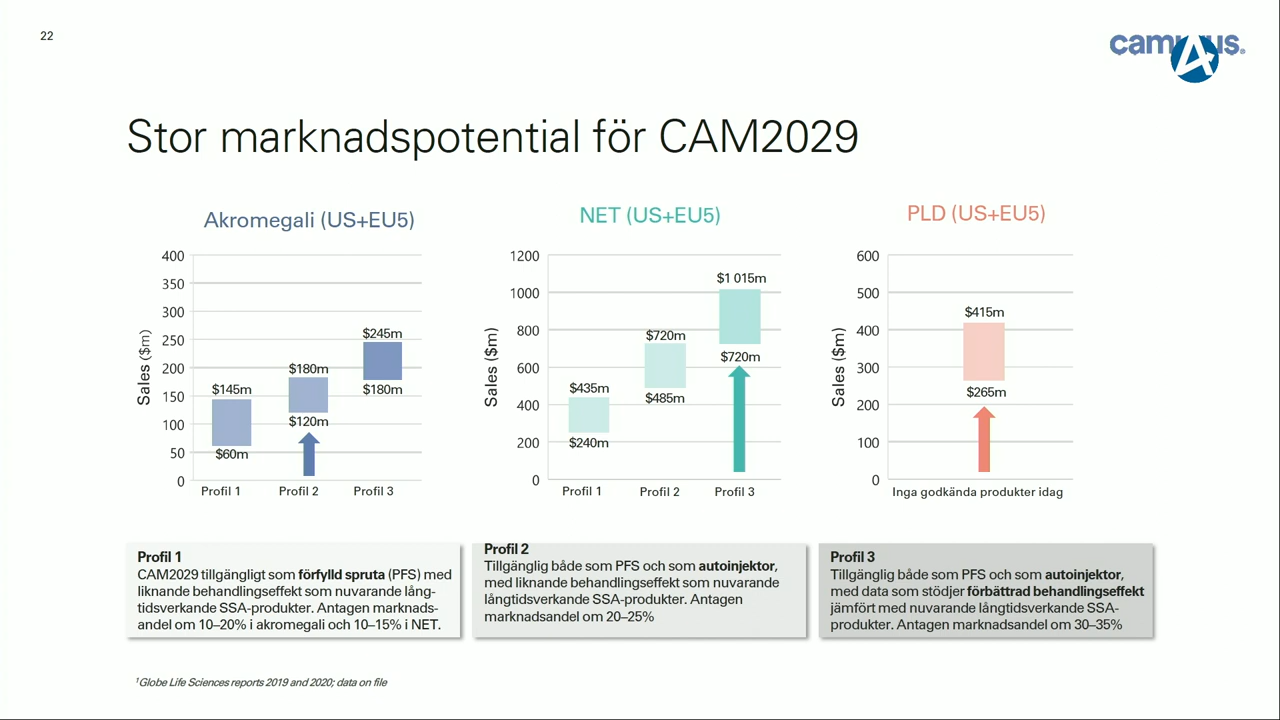 22
camurus.
Stor marknadspotential för CAM2029
Akromegali (US+EU5)
400
350
300
250
200
150
100
50
0
Sales ($m)
$145m
$60m
$180m
$120m
$245m
$180m
Profil 1
Profil 2
Profil 3
NET (US+EU5)
1200
1000
800
600
400
200
0
Sales ($m)
$435m
$240m
$720m
$485m
$1 015m
$720m
Profil 1
Profil 2
Profil 3
PLD (US+EU5)
600
500
400
300
200
100
0
Sales ($m)
$415m
$265m
Inga godkända produkter idag
Profil 1
CAM2029 tillgängligt som förfylld spruta (PFS) med
liknande behandlingseffekt som nuvarande lång-
tidsverkande SSA-produkter. Antagen marknads-
andel om 10–20% i akromegali och 10–15% i NET.
Profil 2
Tillgänglig både som PFS och som autoinjektor,
med liknande behandlingseffekt som nuvarande
långtidsverkande SSA-produkter. Antagen
marknadsandel om 20–25%
Profil 3
Tillgänglig både som PFS och som autoinjektor,
med data som stödjer förbättrad behandlingseffekt
jämfört med nuvarande långtidsverkande SSA-
produkter. Antagen marknadsandel om 30–35%
¹Globe Life Sciences reports 2019 and 2020; data on file